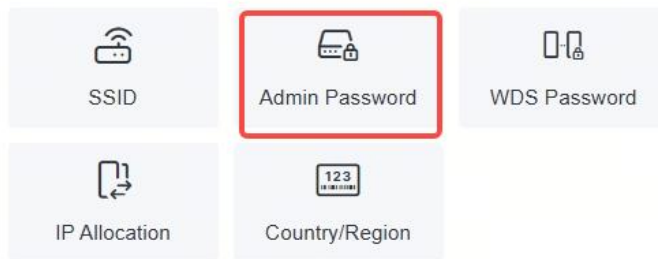 SSID
Admin Password
WDS Password
IP Allocation
123
Country/Region